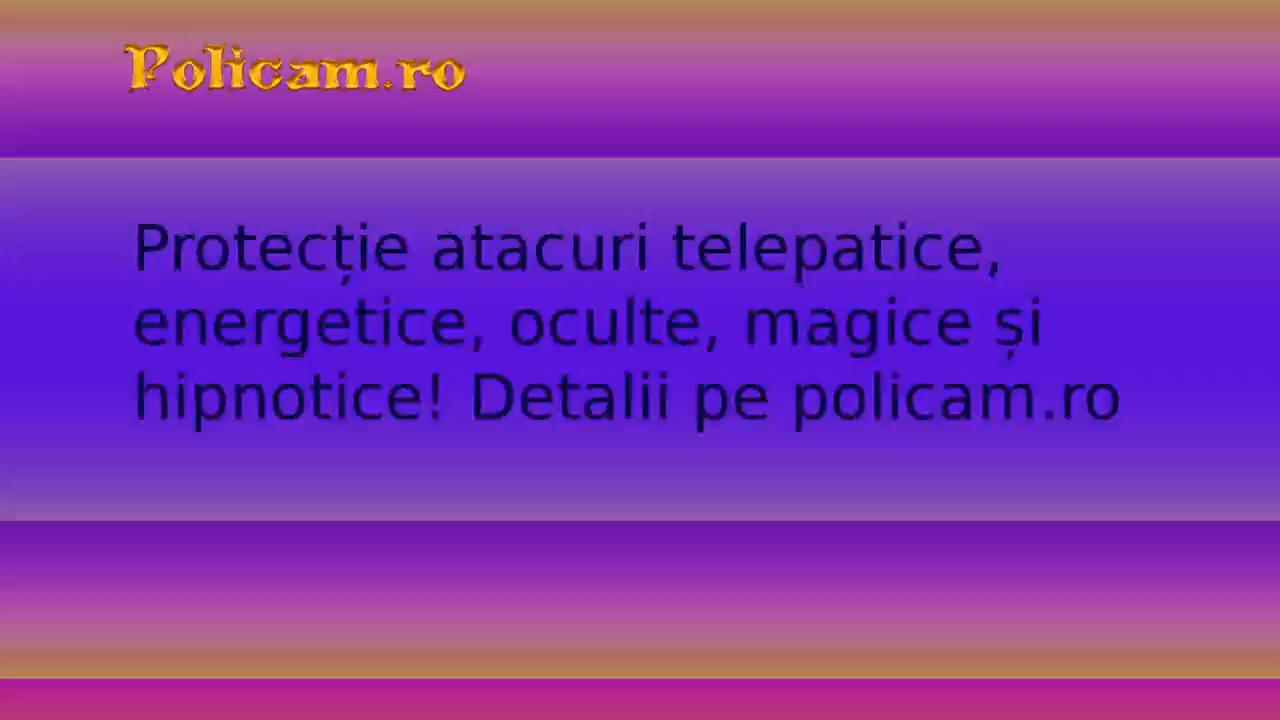 Policam.ro
Protecție atacuri telepatice,
energetice, oculte, magice și
hipnotice! Detalii pe policam.ro